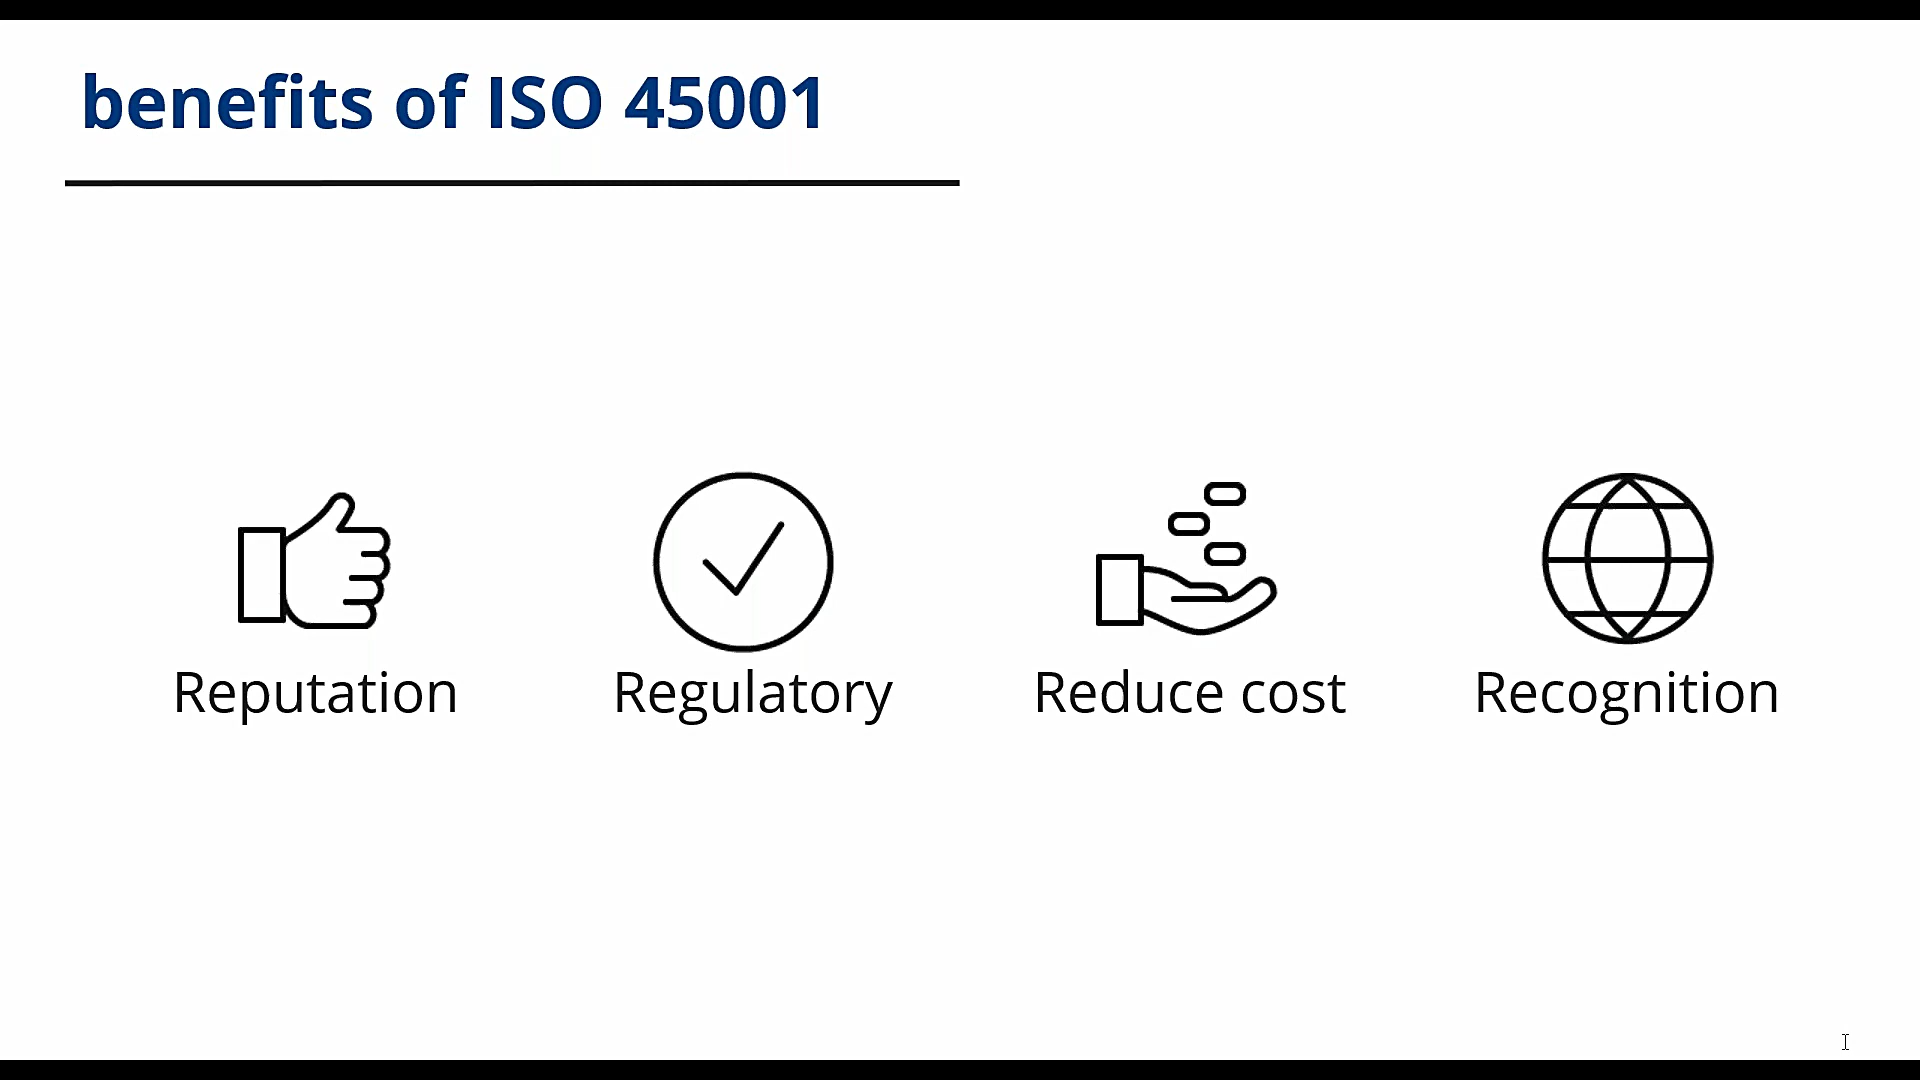 benefits of ISO 45001
Reputation
Regulatory
Reduce cost
Recognition